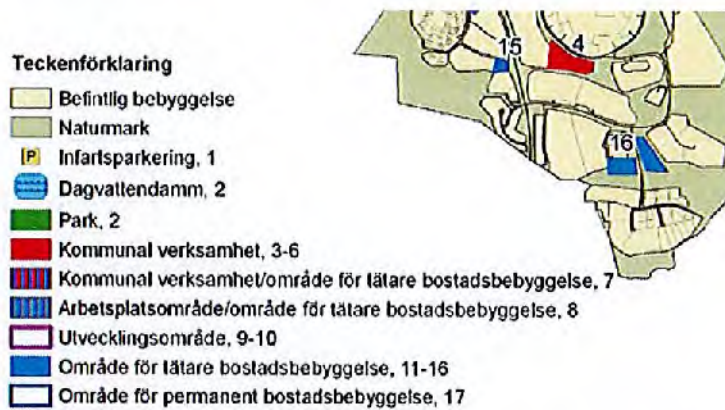 15
4
16
Teckenförklaring
Befintlig bebyggelse
Naturmark
P Infartsparkering, 1
Dagvattendamm, 2
Park, 2
Kommunal verksamhet, 3-6
Kommunal verksamhet/område för tätare bostadsbebyggelse, 7
Arbetsplatsområde/område för tätare bostadsbebyggelse, 8
Utvecklingsområde, 9-10
Område för tätare bostadsbebyggelse, 11-16
Område för permanent bostadsbebyggelse, 17